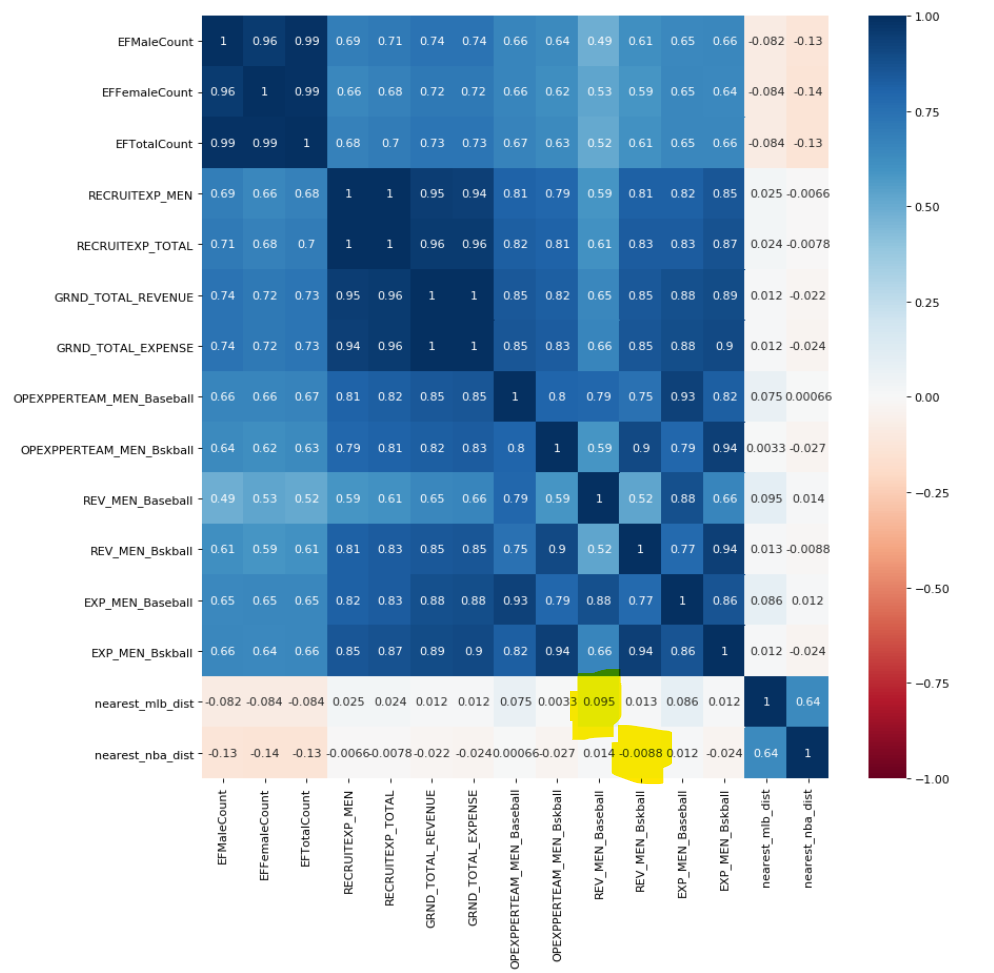 EFMaleCount 1 0.96 0.99 0.69 0.71 0.74 0.74 0.66 0.64 0.49 0.61 0.65 0.66 -0.082 -0.13
EFFemaleCount 0.96 1 0.99 0.66 0.68 0.72 0.72 0.66 0.62 0.53 0.59 0.65 0.64 -0.084 -0.14
EFTotalCount 0.99 0.99 1 0.68 0.7 0.73 0.73 0.67 0.63 0.52 0.61 0.65 0.66 -0.084 -0.13
RECRUITEXP_MEN 0.69 0.66 0.68 1 1 0.95 0.94 0.81 0.79 0.59 0.81 0.82 0.85 0.025 -0.0066
RECRUITEXP_TOTAL 0.71 0.68 0.7 1 1 0.96 0.96 0.82 0.81 0.61 0.83 0.83 0.87 0.024 -0.0078
GRND_TOTAL_REVENUE 0.74 0.72 0.73 0.95 0.96 1 1 0.85 0.82 0.65 0.85 0.88 0.89 0.012 -0.022
GRND_TOTAL_EXPENSE 0.74 0.72 0.73 0.94 0.96 1 1 0.85 0.83 0.66 0.85 0.88 0.9 0.012 -0.024
OPEXPPERTEAM_MEN_Baseball 0.66 0.66 0.67 0.81 0.82 0.85 0.85 1 0.8 0.79 0.75 0.93 0.82 0.075 0.00066
OPEXPPERTEAM_MEN_Bskball 0.64 0.62 0.63 0.79 0.81 0.82 0.83 0.8 1 0.59 0.9 0.79 0.94 0.0033 -0.027
REV_MEN_Baseball 0.49 0.53 0.52 0.59 0.61 0.65 0.66 0.79 0.59 1 0.52 0.88 0.66 0.095 0.014
REV_MEN_Bskball 0.61 0.59 0.61 0.81 0.83 0.85 0.85 0.75 0.9 0.52 1 0.77 0.94 0.013 -0.0088
EXP_MEN_Baseball 0.65 0.65 0.65 0.82 0.83 0.88 0.88 0.93 0.79 0.88 0.77 1 0.86 0.086 0.012
EXP_MEN_Bskball 0.66 0.64 0.66 0.85 0.87 0.89 0.9 0.82 0.94 0.66 0.94 0.86 1 0.012 -0.024
nearest_mlb_dist -0.082 -0.084 -0.084 0.025 0.024 0.012 0.012 0.075 0.0033 0.095 0.013 0.086 0.012 1 0.64
nearest_nba_dist -0.13 -0.14 -0.13 -0.0066 -0.0078 -0.022 -0.024 0.00066 -0.027 0.014 -0.0088 0.012 -0.024 0.64 1
EFMaleCount
EFFemaleCount
EFTotalCount
RECRUITEXP_MEN
RECRUITEXP_TOTAL
GRND_TOTAL_REVENUE
GRND_TOTAL_EXPENSE
OPEXPPERTEAM_MEN_Baseball
OPEXPPERTEAM_MEN_Bskball
REV_MEN_Baseball
REV_MEN_Bskball
EXP_MEN_Baseball
EXP_MEN_Bskball
nearest_mlb_dist
nearest_nba_dist
1.00
0.75
0.50
0.25
0.00
−0.25
−0.50
−0.75
−1.00